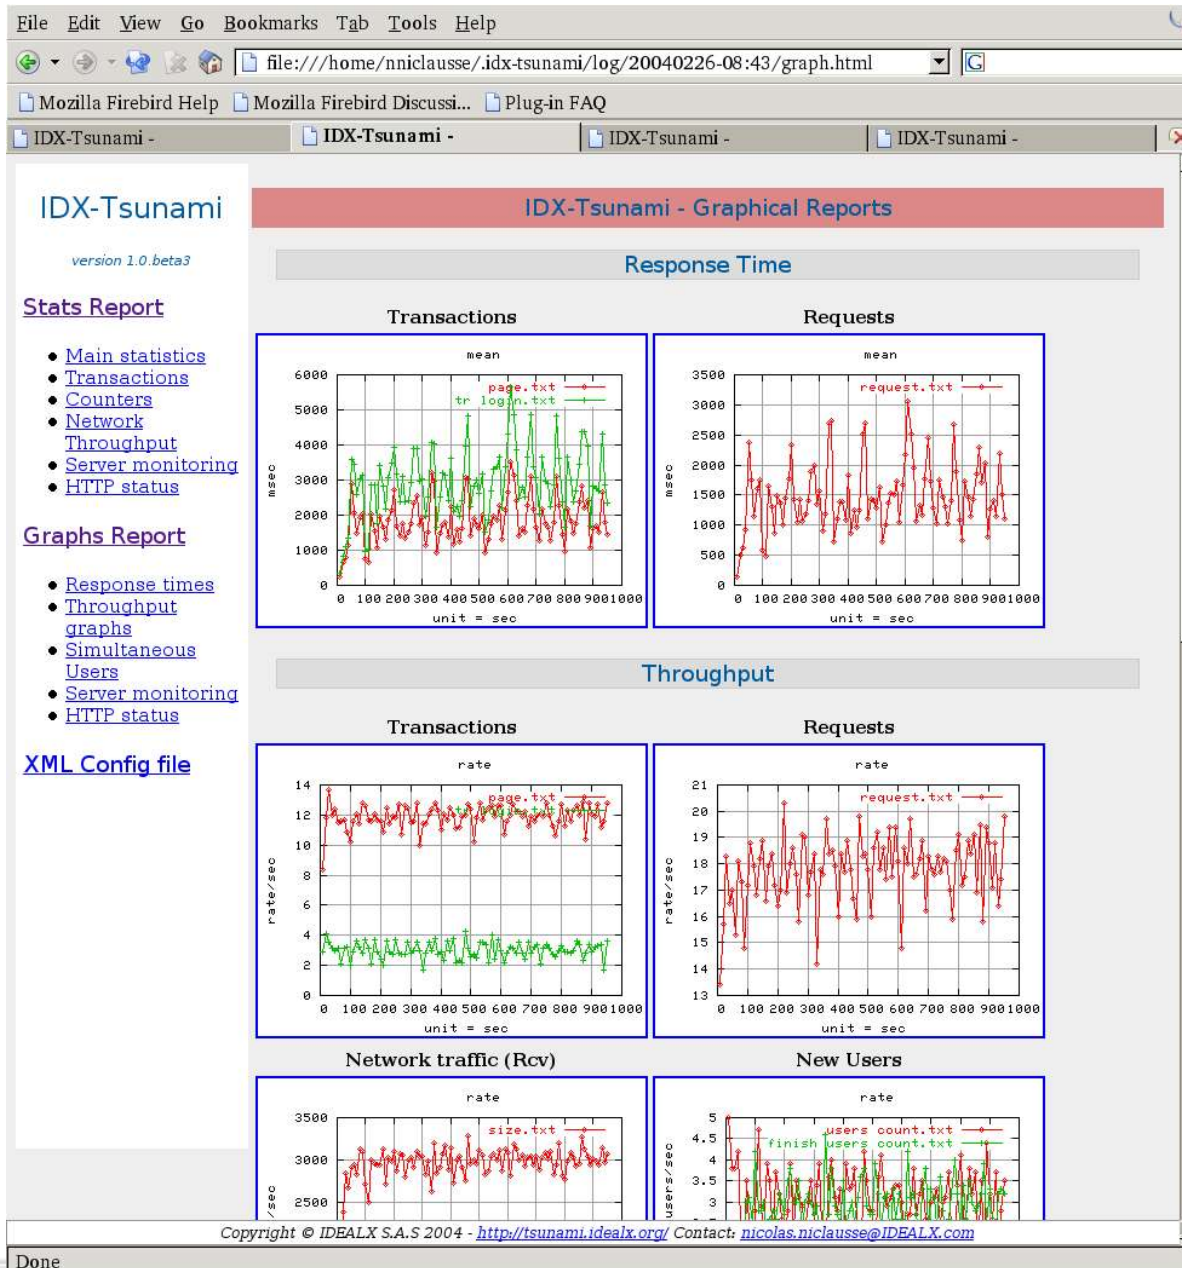 File Edit View Go Bookmarks Tab Tools Help
file:///home/nniclausse/.idx-tsunami/log/20040226-08:43/graph.html
G
Mozilla Firebird Help Mozilla Firebird Discussi... Plug-in FAQ
IDX-Tsunami - IDX-Tsunami - IDX-Tsunami - IDX-Tsunami -
IDX-Tsunami
version 1.0.beta3
Stats Report
Main statistics
Transactions
Counters
Network
Throughput
Server monitoring
HTTP status
Graphs Report
Response times
Throughput
graphs
Simultaneous
Users
Server monitoring
HTTP status
XML Config file
IDX-Tsunami - Graphical Reports
Response Time
Transactions
mean
page.txt
tr login.txt
6000
5000
4000
3000
2000
1000
0
msec
0 100 200 300 400 500 600 700 800 900 1000
unit = sec
Requests
mean
request.txt
3500
3000
2500
2000
1500
1000
500
0
msec
0 100 200 300 400 500 600 700 800 900 1000
unit = sec
Throughput
Transactions
rate
page.txt
14
12
10
8
6
4
2
0
rate/sec
0 100 200 300 400 500 600 700 800 900 1000
unit = sec
Requests
rate
request.txt
21
20
19
18
17
16
15
14
13
rate/sec
0 100 200 300 400 500 600 700 800 900 1000
unit = sec
Network traffic (Rcv)
rate
size.txt
3500
3000
2500
/sec
New Users
rate
users count.txt
finish users count.txt
5
4.5
4
3.5
3
users/sec
Copyright © IDEALX S.A.S 2004 - http://tsunami.idealx.org/ Contact: nicolas.niclausse@IDEALX.com
Done